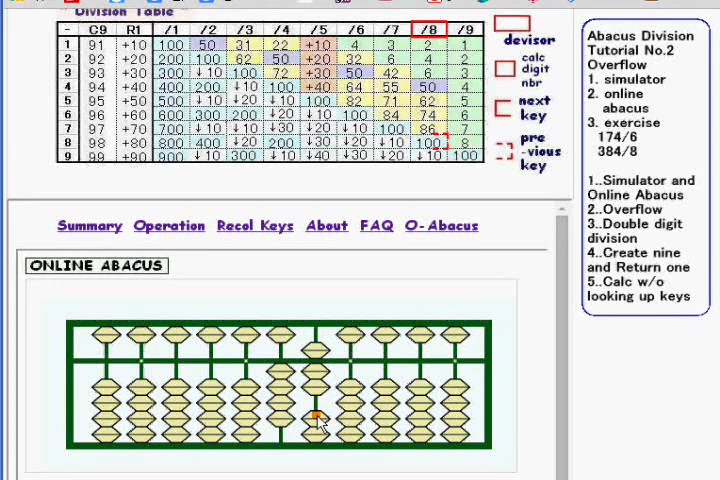 Division Table
- C9 R1 /1 /2 /3 /4 /5 /6 /7 /8 /9
1 91 +10 100 50 31 22 +10 4 3 2 1
2 92 +20 200 100 62 50 +20 32 6 4 2
3 93 +30 300 ↓10 100 72 +30 50 42 6 3
4 94 +40 400 200 ↓10 100 +40 64 55 50 4
5 95 +50 500 ↓20 ↓10 ↓10 100 82 71 62 5
6 96 +60 600 300 200 ↓20 ↓10 100 84 74 6
7 97 +70 700 ↓10 ↓10 ↓30 ↓20 ↓10 100 86 7
8 98 +80 800 ↓400 ↓20 200 ↓30 ↓20 ↓10 100 8
9 99 +90 900 ↓10 300 ↓10 ↓40 ↓30 ↓20 ↓10 100
devisor
calc
digit
nbr
next
key
pre
-vious
key
Abacus Division
Tutorial No.2
Overflow
1. simulator
2. online
abacus
3. exercise
174/6
384/8
1..Simulator and
Online Abacus
2..Overflow
3..Double digit
division
4..Create nine
and Return one
5..Calc w/o
looking up keys
Summary Operation Recol Keys About FAQ O-Abacus
ONLINE ABACUS